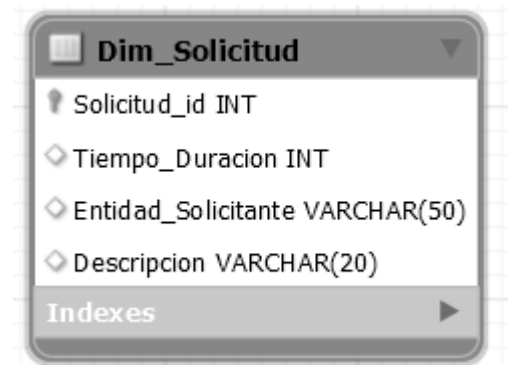 Dim_Solicitud
Solicitud_id INT
Tiempo_Duracion INT
Entidad_Solicitante VARCHAR(50)
Descripcion VARCHAR(20)
Indexes